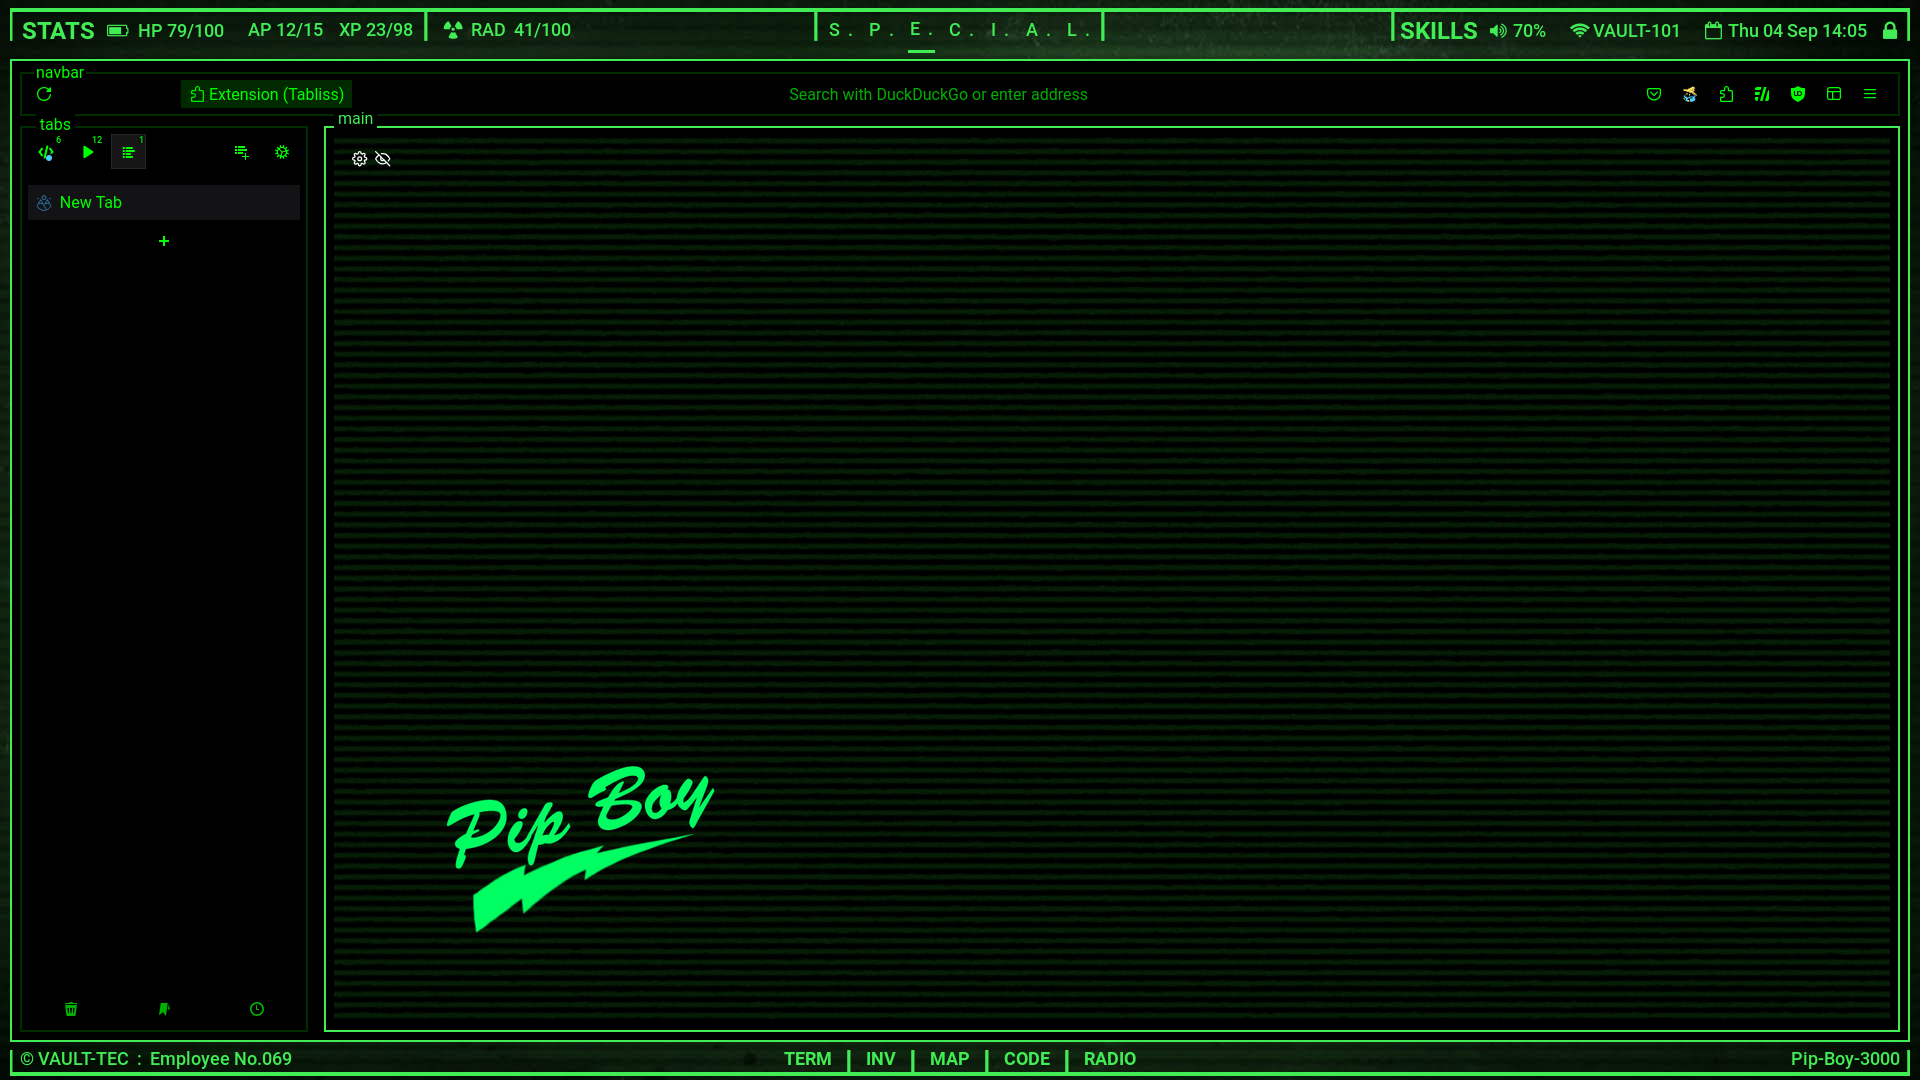 STATS HP 79/100 AP 12/15 XP 23/98 RAD 41/100 S. P. E. C. I. A. L. SKILLS 70% VAULT-101 Thu 04 Sep 14:05
navbar
Extension (Tabliss) Search with DuckDuckGo or enter address
tabs
main
6 12 1
New Tab
+
Pip Boy
© VAULT-TEC : Employee No.069 TERM INV MAP CODE RADIO Pip-Boy-3000